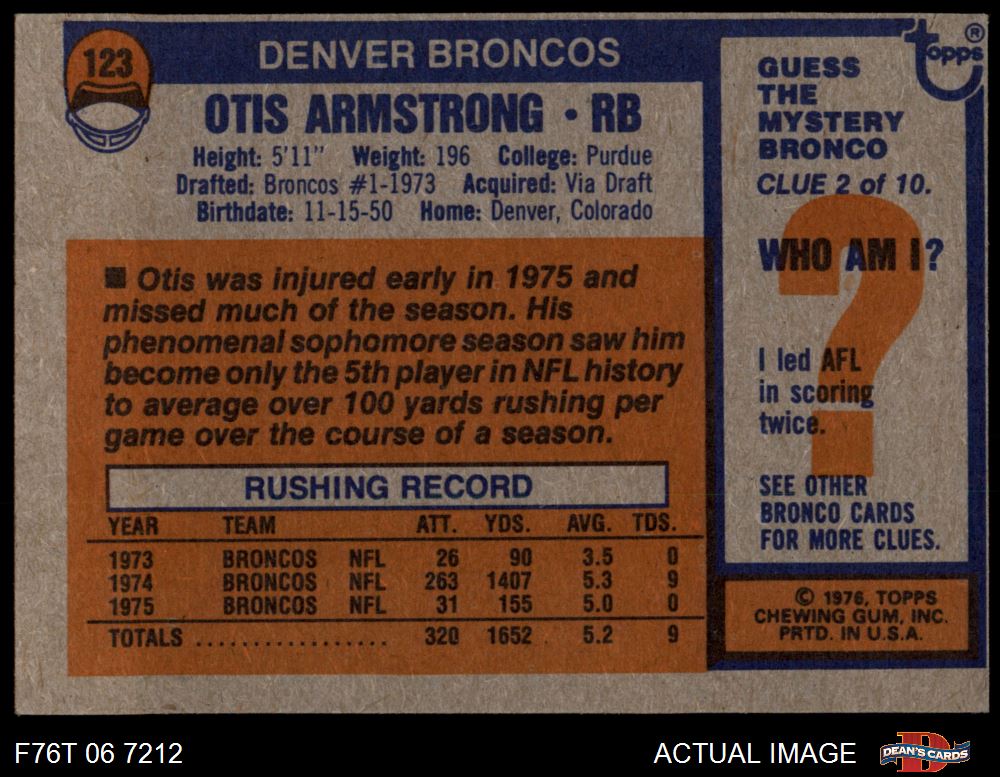 123
DENVER BRONCOS
OTIS ARMSTRONG • RB
Height: 5'11" Weight: 196 College: Purdue
Drafted: Broncos #1-1973 Acquired: Via Draft
Birthdate: 11-15-50 Home: Denver, Colorado
■ Otis was injured early in 1975 and
missed much of the season. His
phenomenal sophomore season saw him
become only the 5th player in NFL history
to average over 100 yards rushing per
game over the course of a season.
RUSHING RECORD
YEAR TEAM ATT. YDS. AVG. TDS.
1973 BRONCOS NFL 26 90 3.5 0
1974 BRONCOS NFL 263 1407 5.3 9
1975 BRONCOS NFL 31 155 5.0 0
TOTALS .................. 320 1652 5.2 9
topps®
GUESS
THE
MYSTERY
BRONCO
CLUE 2 of 10.
WHO AM I?
I led AFL
in scoring
twice.
SEE OTHER
BRONCO CARDS
FOR MORE CLUES.
© 1976, TOPPS
CHEWING GUM, INC.
PRTD. IN U.S.A.
F76T 06 7212
ACTUAL IMAGE
DEAN'S CARDS